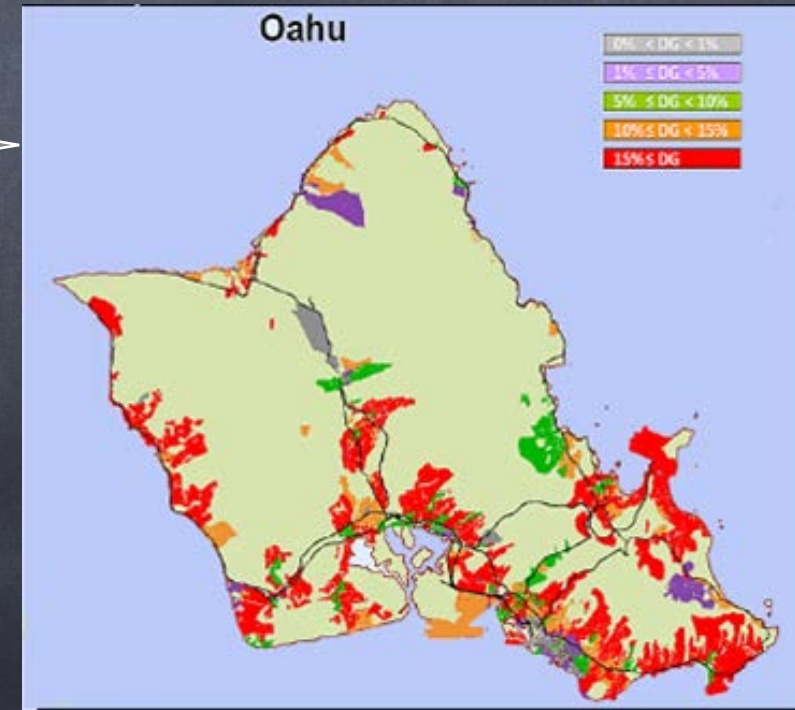 Oahu
0% < DG < 1%
1% ≤ DG < 5%
5% ≤ DG < 10%
10% ≤ DG < 15%
15% ≤ DG